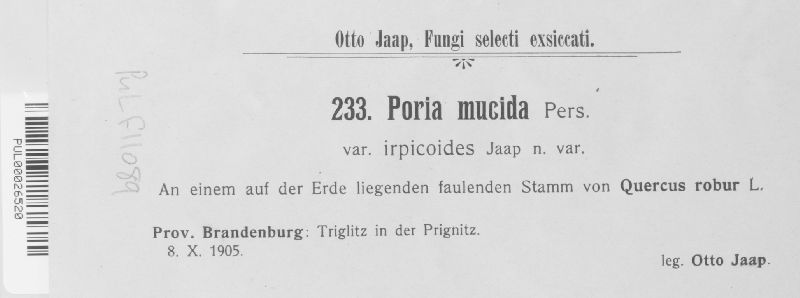 Otto Jaap, Fungi selecti exsiccati.
233. Poria mucida Pers.
var. irpicoides Jaap n. var.
An einem auf der Erde liegenden faulenden Stamm von Quercus robur L.
Prov. Brandenburg: Triglitz in der Prignitz.
8. X. 1905.
leg. Otto Jaap.
PUL F11089
PUL00026520